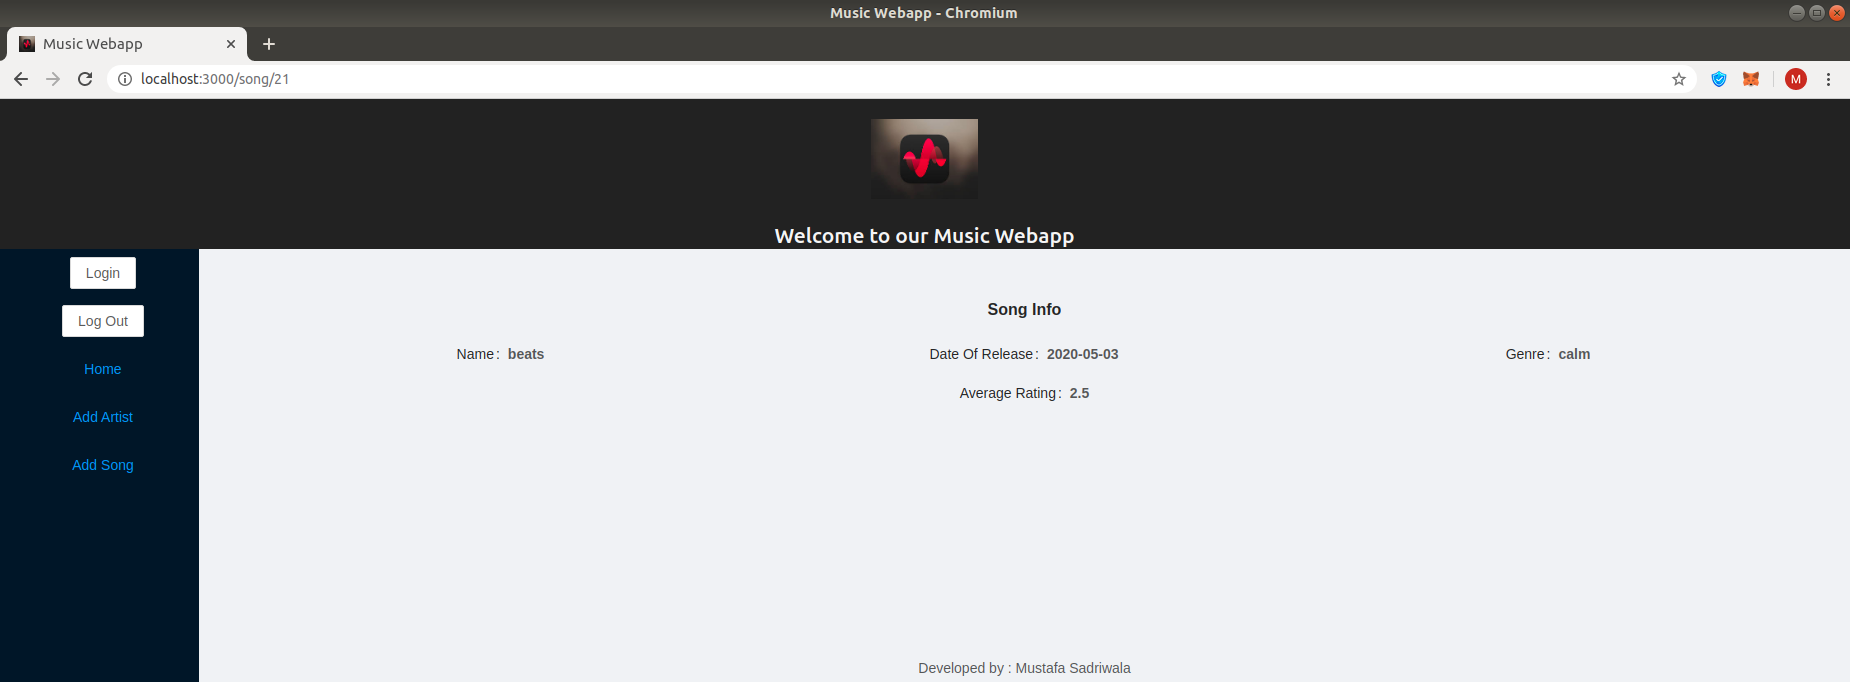 Music Webapp - Chromium
Music Webapp
localhost:3000/song/21
M
Welcome to our Music Webapp
Login
Log Out
Home
Add Artist
Add Song
Song Info
Name: beats
Date Of Release: 2020-05-03
Genre: calm
Average Rating: 2.5
Developed by : Mustafa Sadriwala